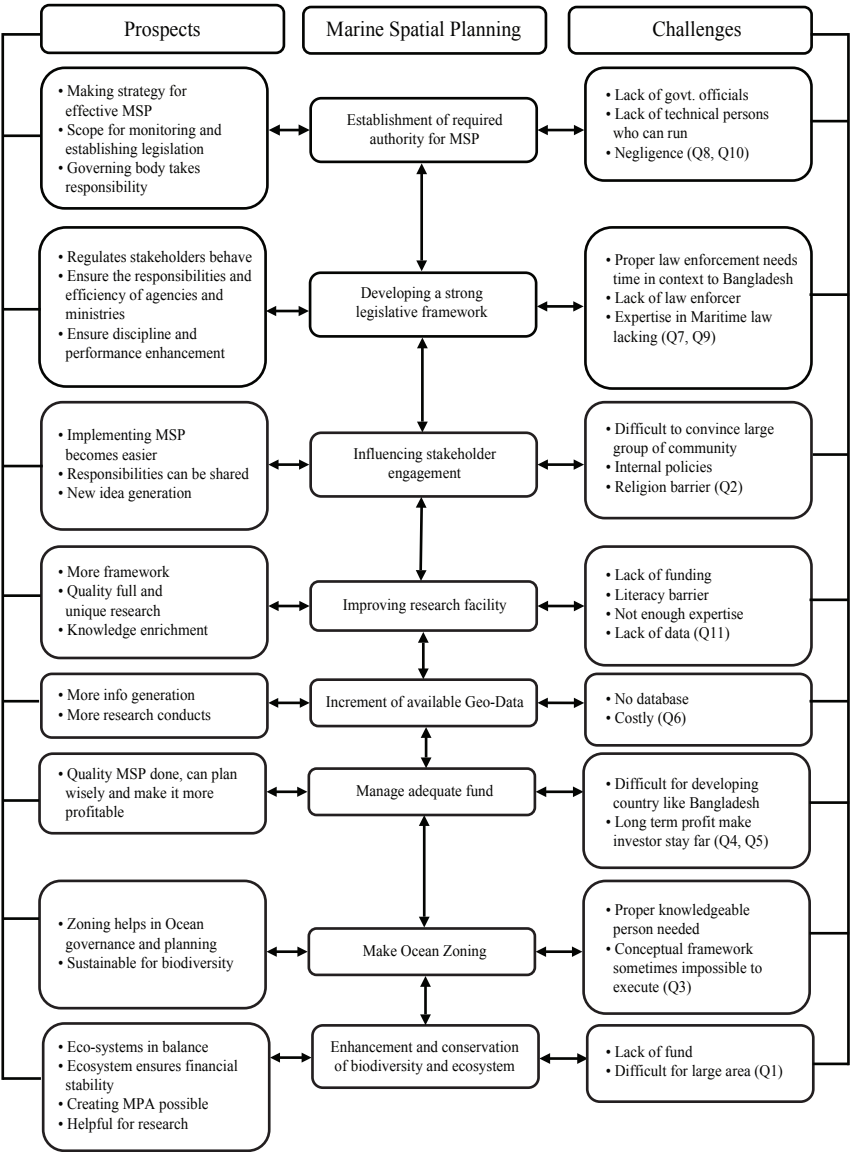 Prospects
Marine Spatial Planning
Challenges
• Making strategy for
effective MSP
• Scope for monitoring and
establishing legislation
• Governing body takes
responsibility
Establishment of required
authority for MSP
• Lack of govt. officials
• Lack of technical persons
who can run
• Negligence (Q8, Q10)
• Regulates stakeholders behave
• Ensure the responsibilities and
efficiency of agencies and
ministries
• Ensure discipline and
performance enhancement
Developing a strong
legislative framework
• Proper law enforcement needs
time in context to Bangladesh
• Lack of law enforcer
• Expertise in Maritime law
lacking (Q7, Q9)
• Implementing MSP
becomes easier
• Responsibilities can be shared
• New idea generation
Influencing stakeholder
engagement
• Difficult to convince large
group of community
• Internal policies
• Religion barrier (Q2)
• More framework
• Quality full and
unique research
• Knowledge enrichment
Improving research facility
• Lack of funding
• Literacy barrier
• Not enough expertise
• Lack of data (Q11)
• More info generation
• More research conducts
Increment of available Geo-Data
• No database
• Costly (Q6)
• Quality MSP done, can plan
wisely and make it more
profitable
Manage adequate fund
• Difficult for developing
country like Bangladesh
• Long term profit make
investor stay far (Q4, Q5)
• Zoning helps in Ocean
governance and planning
• Sustainable for biodiversity
Make Ocean Zoning
• Proper knowledgeable
person needed
• Conceptual framework
sometimes impossible to
execute (Q3)
• Eco-systems in balance
• Ecosystem ensures financial
stability
• Creating MPA possible
• Helpful for research
Enhancement and conservation
of biodiversity and ecosystem
• Lack of fund
• Difficult for large area (Q1)